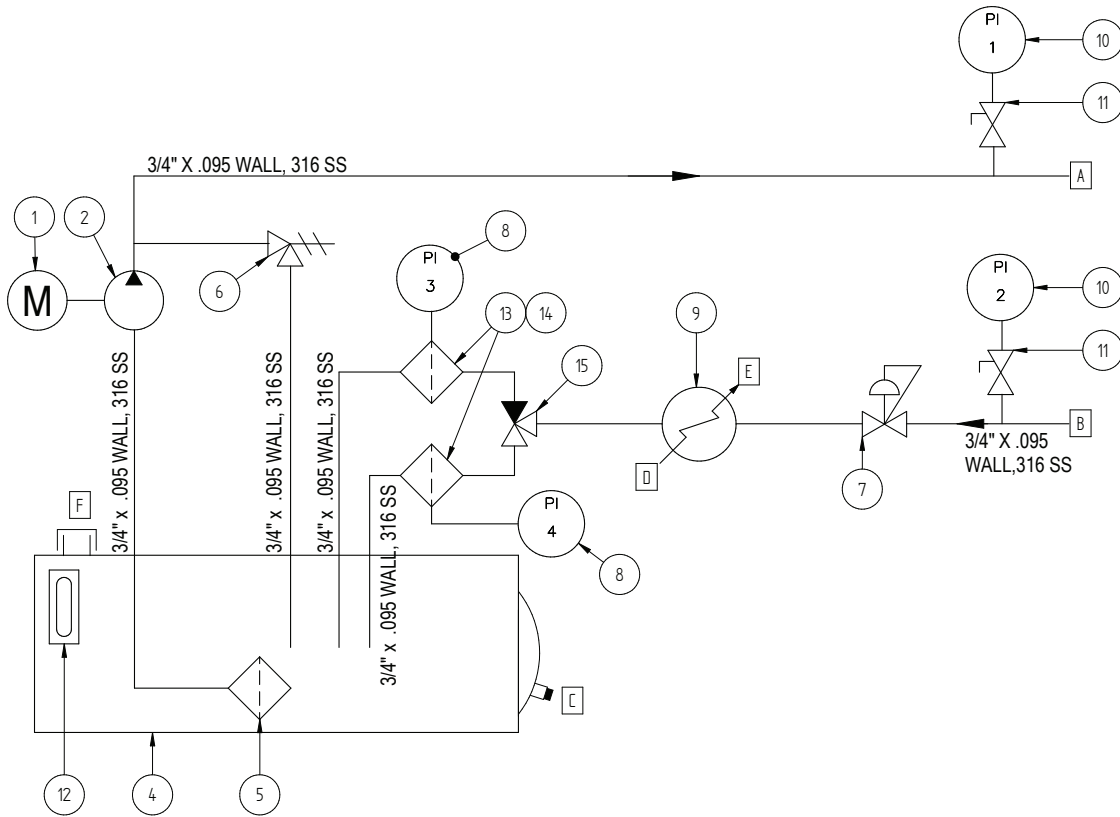 PI
1
10
11
3/4" X .095 WALL, 316 SS
A
1
2
M
6
PI
3
8
13
14
9
15
E
D
PI
2
10
11
B
3/4" X .095
WALL,316 SS
7
3/4" x .095 WALL, 316 SS
3/4" x .095 WALL, 316 SS
3/4" x .095 WALL, 316 SS
3/4" x .095 WALL, 316 SS
PI
4
8
F
C
12
4
5